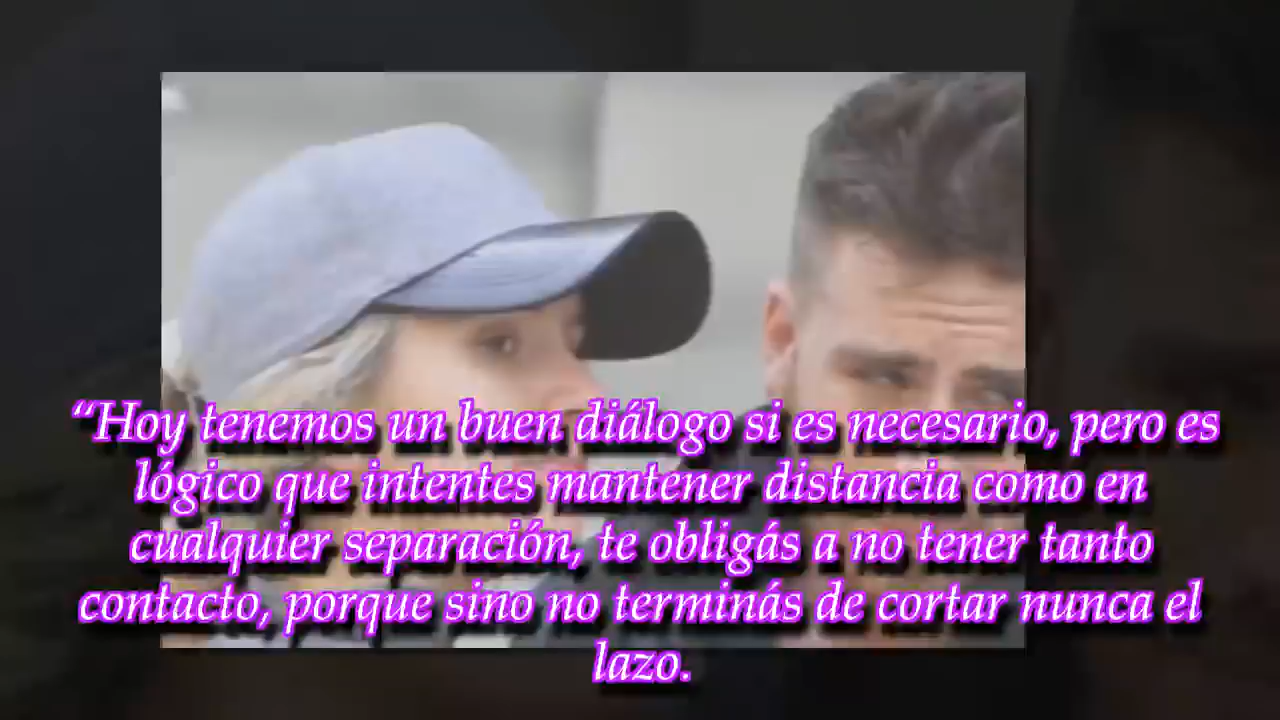 “Hoy tenemos un buen diálogo si es necesario, pero es
lógico que intentes mantener distancia como en
cualquier separación, te obligás a no tener tanto
contacto, porque sino no terminás de cortar nunca el
lazo.